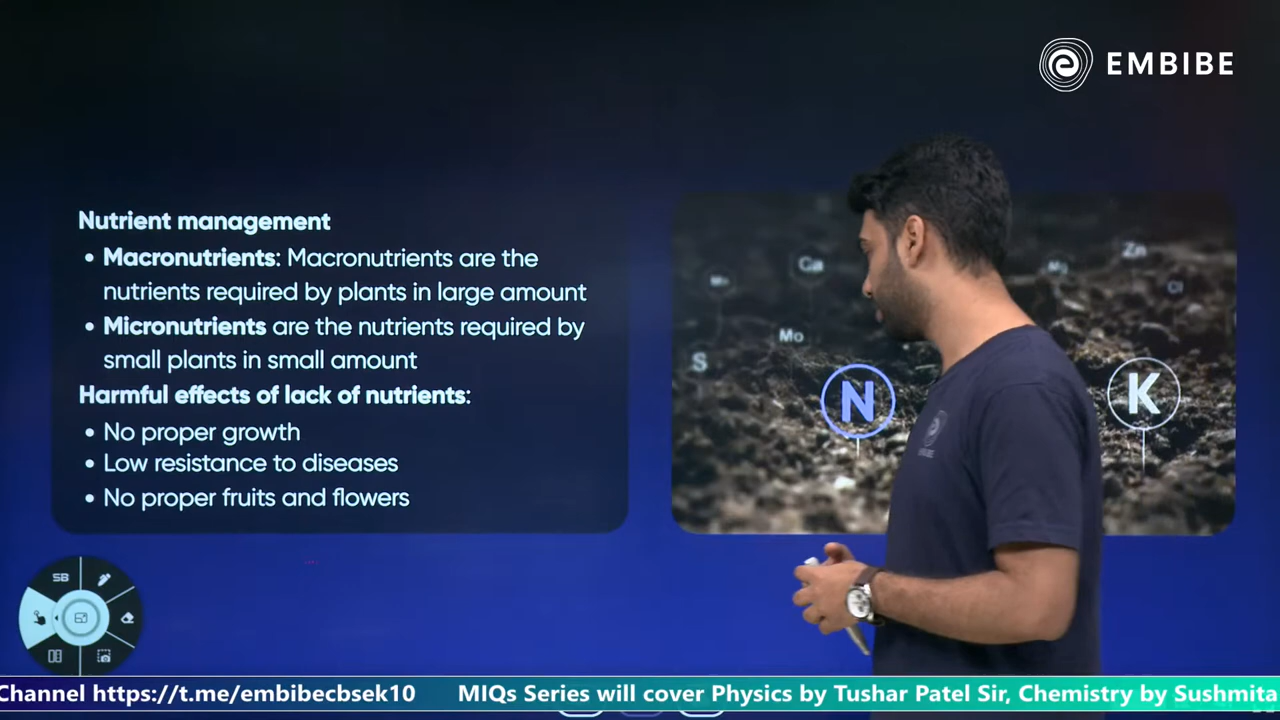 EMBIBE
Nutrient management
• Macronutrients: Macronutrients are the
nutrients required by plants in large amount
• Micronutrients are the nutrients required by
small plants in small amount
Harmful effects of lack of nutrients:
• No proper growth
• Low resistance to diseases
• No proper fruits and flowers
Zn
Mo
S
N
K
SB
Channel https://t.me/embibecbsek10 MIQs Series will cover Physics by Tushar Patel Sir, Chemistry by Sushmita